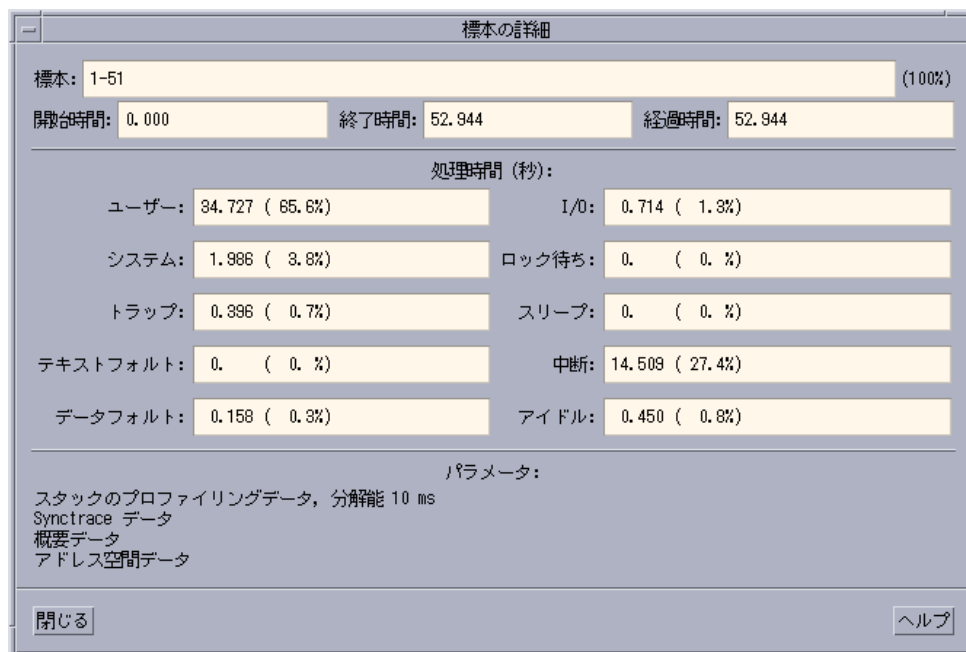 標本の詳細
標本: 1-51 (100%)
開始時間: 0.000 終了時間: 52.944 経過時間: 52.944
処理時間 (秒):
ユーザー: 34.727 ( 65.6%) I/O: 0.714 ( 1.3%)
システム: 1.986 ( 3.8%) ロック待ち: 0. ( 0. %)
トラップ: 0.396 ( 0.7%) スリープ: 0. ( 0. %)
テキストフォルト: 0. ( 0. %) 中断: 14.509 ( 27.4%)
データフォルト: 0.158 ( 0.3%) アイドル: 0.450 ( 0.8%)
パラメータ:
スタックのプロファイリングデータ, 分解能 10 ms
Synctrace データ
概要データ
アドレス空間データ
閉じる ヘルプ